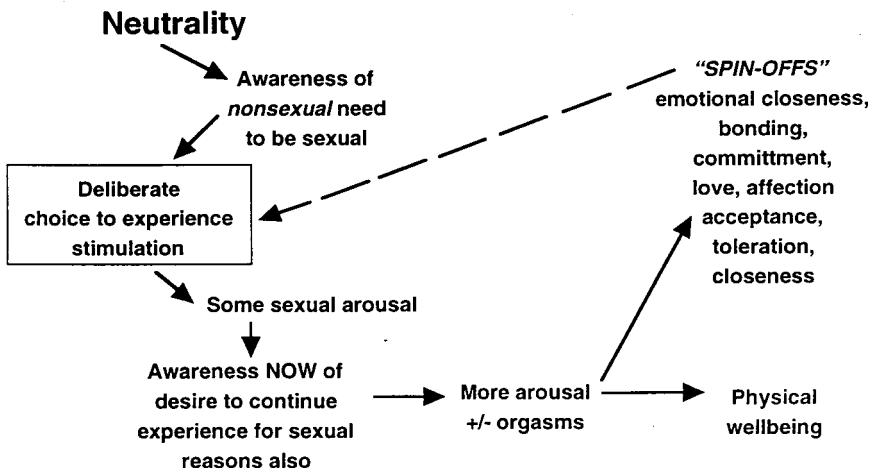 Neutrality
Awareness of
nonsexual need
to be sexual
Deliberate
choice to experience
stimulation
Some sexual arousal
Awareness NOW of
desire to continue
experience for sexual
reasons also
More arousal
+/- orgasms
"SPIN-OFFS"
emotional closeness,
bonding,
committment,
love, affection
acceptance,
toleration,
closeness
Physical
wellbeing